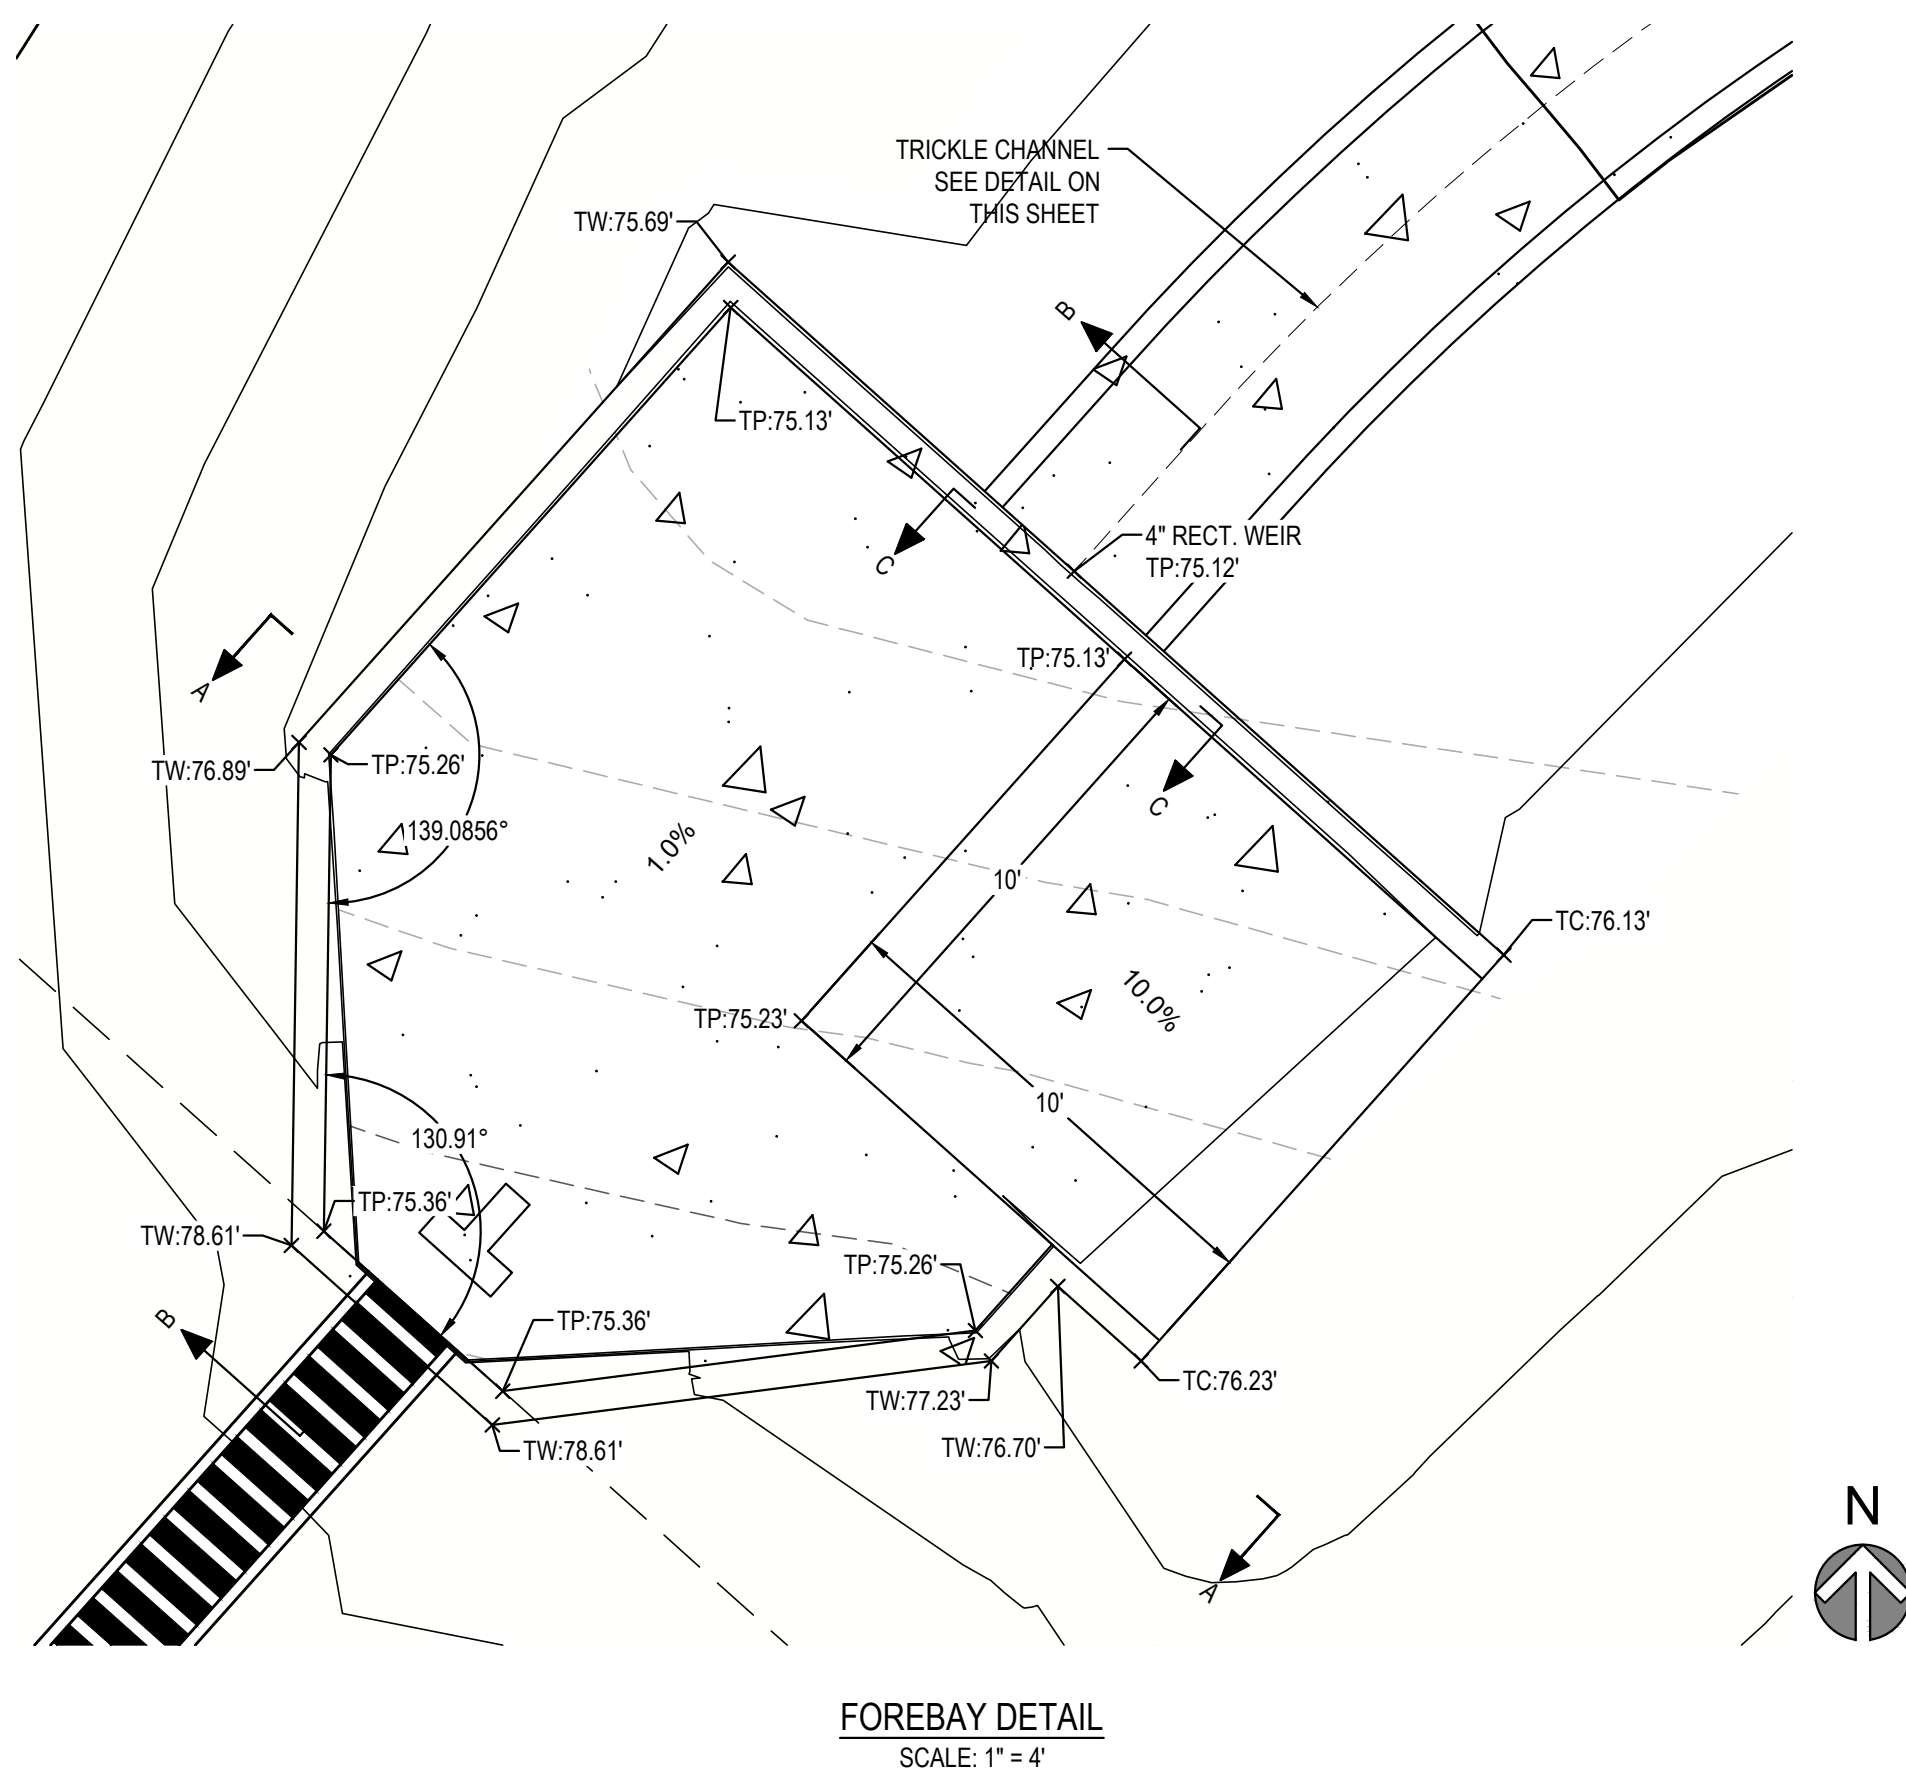 TRICKLE CHANNEL
SEE DETAIL ON
THIS SHEET
TW:75.69'
B
TP:75.13'
4" RECT. WEIR
TP:75.12'
C
TP:75.13'
A
TW:76.89'
TP:75.26'
C
139.0856°
1.0%
10'
TC:76.13'
10.0%
TP:75.23'
10'
130.91°
TP:75.36'
TW:78.61'
TP:75.26'
B
TP:75.36'
TC:76.23'
TW:77.23'
TW:76.70'
TW:78.61'
N
A
FOREBAY DETAIL
SCALE: 1" = 4'